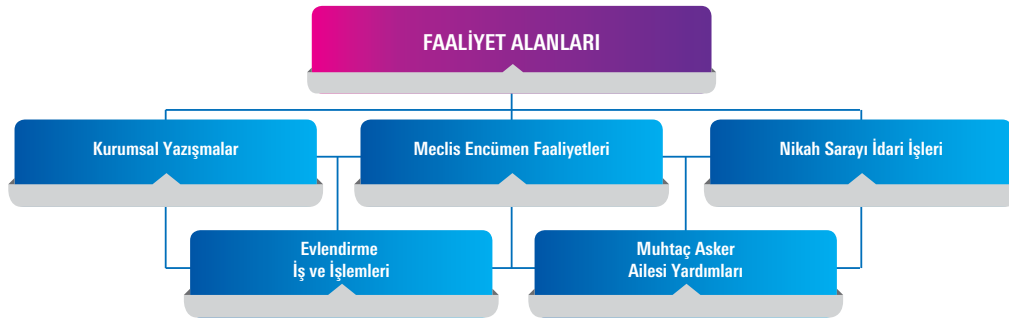 FAALİYET ALANLARI
Kurumsal Yazışmalar
Meclis Encümen Faaliyetleri
Nikah Sarayı İdari İşleri
Evlendirme
İş ve İşlemleri
Muhtaç Asker
Ailesi Yardımları